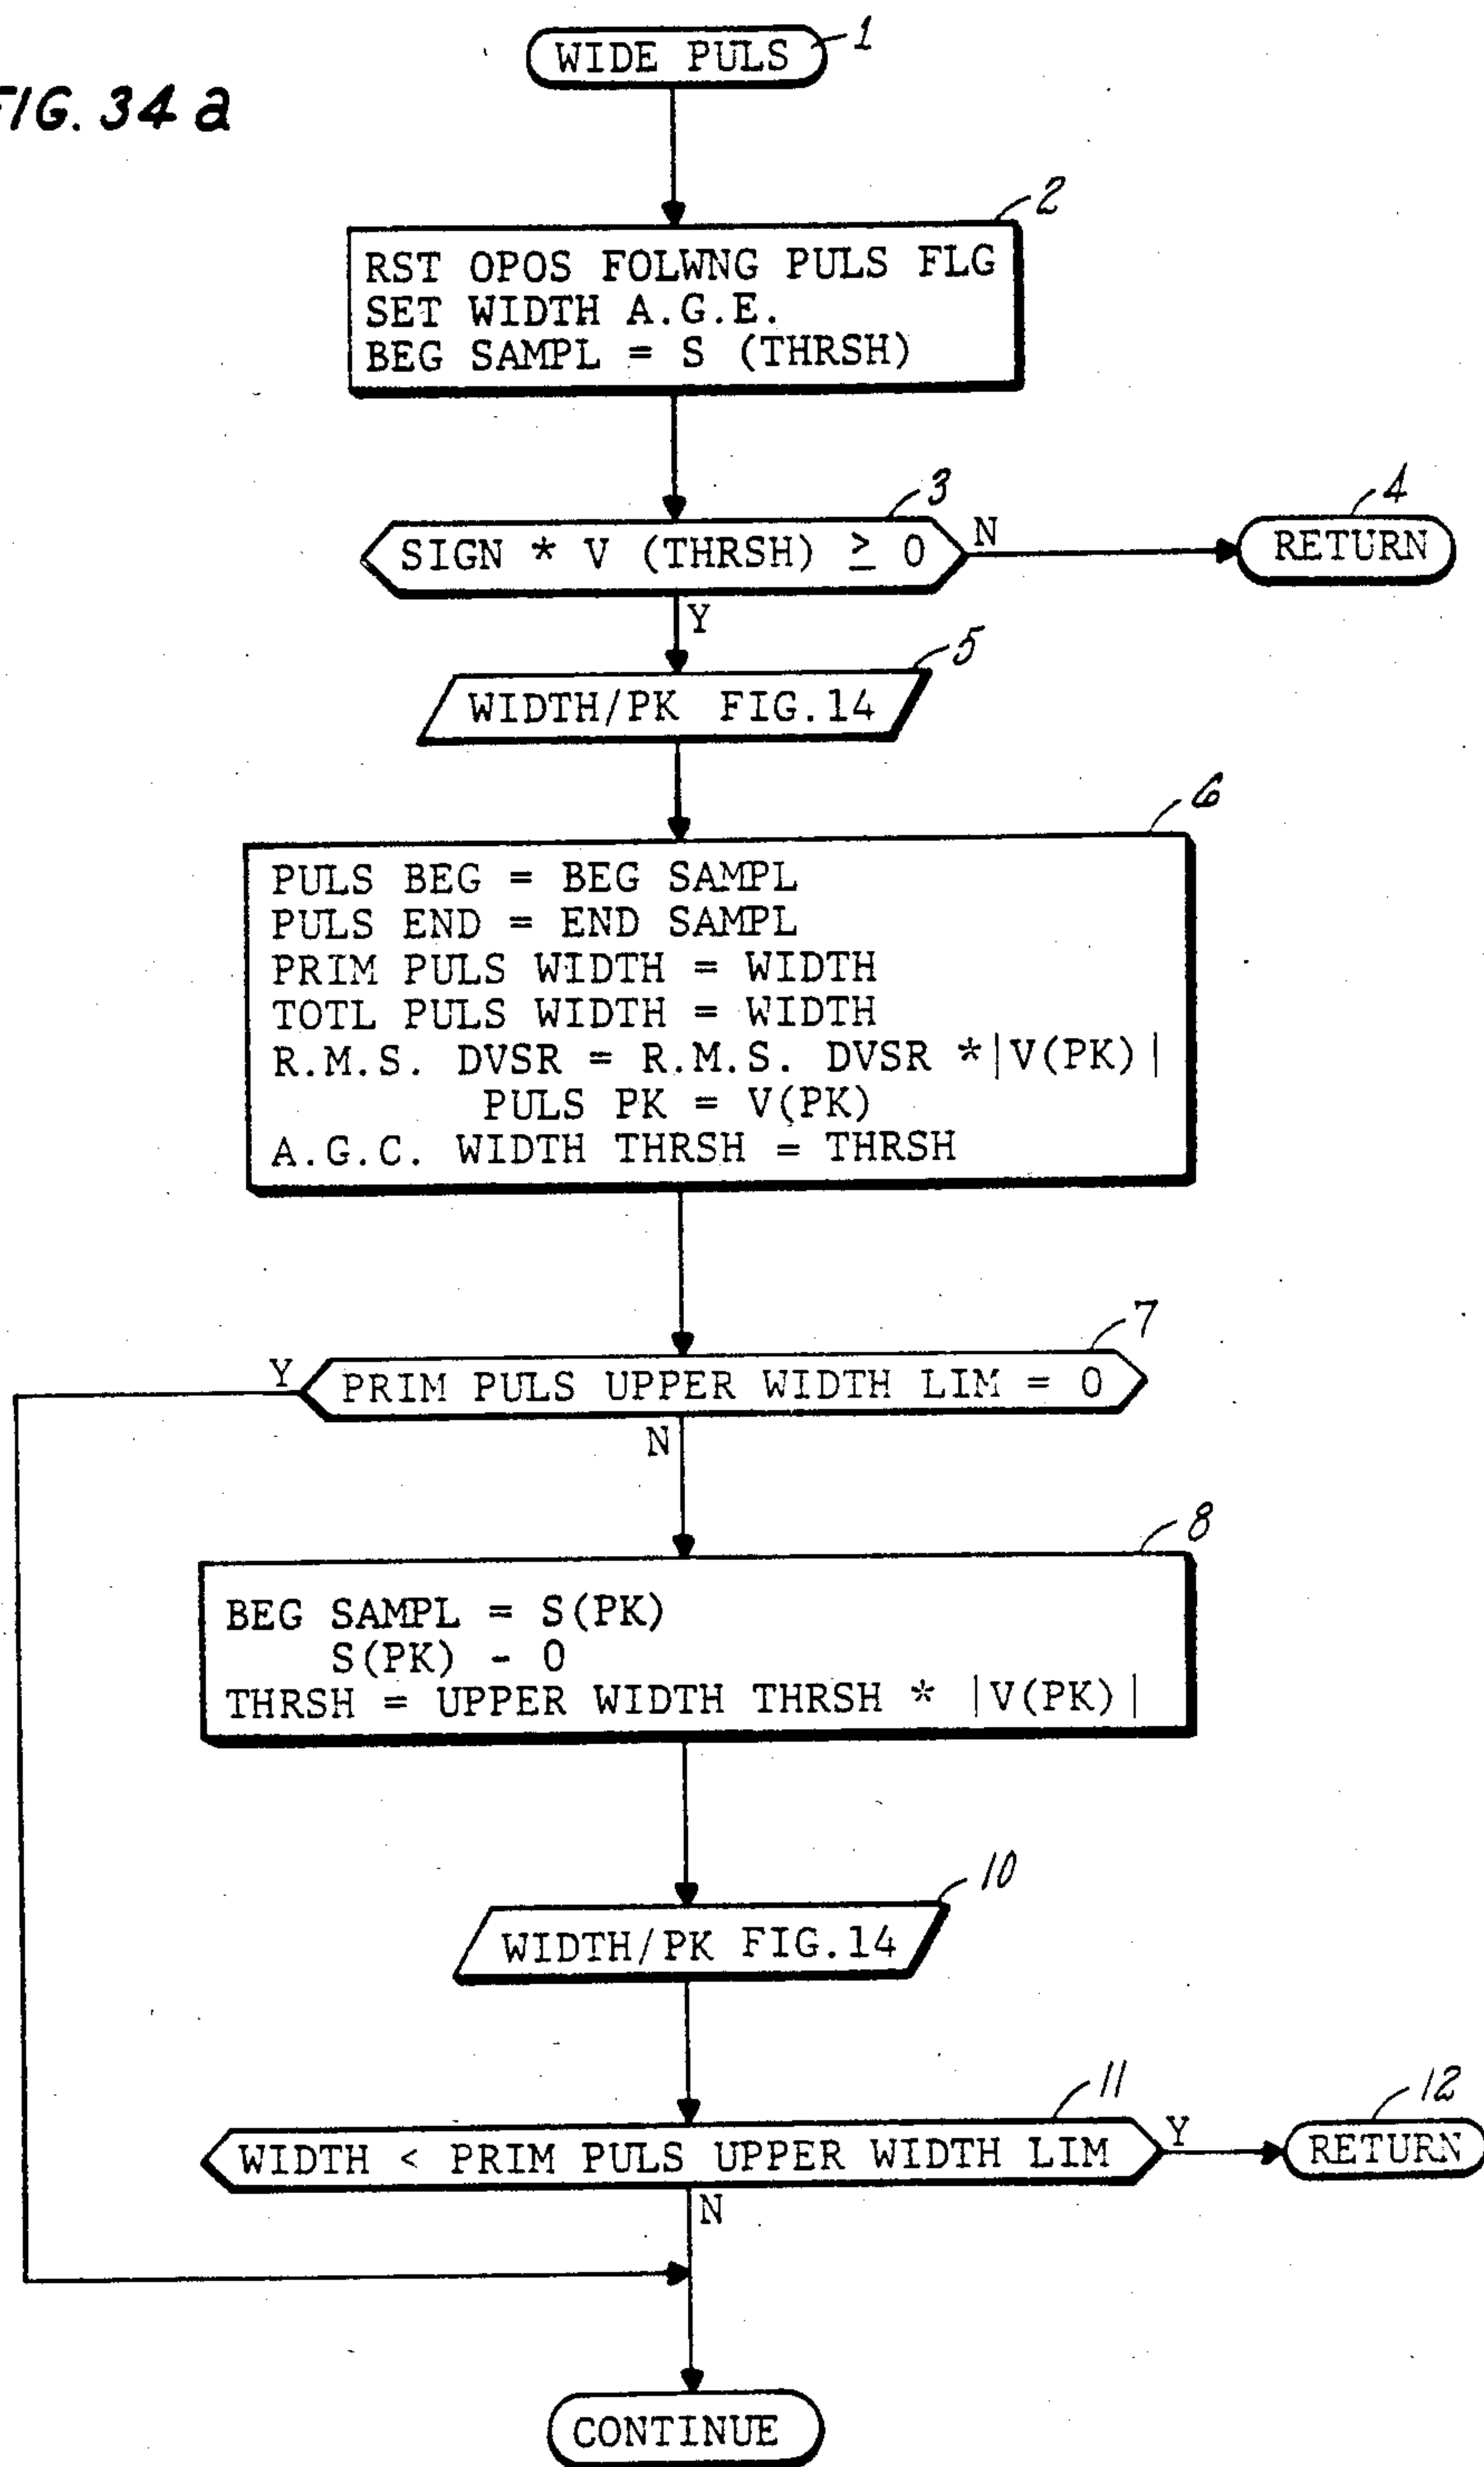 WIDE PULS
1
FIG. 34 a
2
RST OPOS FOLWNG PULS FLG
SET WIDTH A.G.E.
BEG SAMPL = S (THRSH)
3
SIGN * V (THRSH) ≥ 0
N
4
RETURN
Y
5
WIDTH/PK FIG.14
6
PULS BEG = BEG SAMPL
PULS END = END SAMPL
PRIM PULS WIDTH = WIDTH
TOTL PULS WIDTH = WIDTH
R.M.S. DVSR = R.M.S. DVSR *|V(PK)|
PULS PK = V(PK)
A.G.C. WIDTH THRSH = THRSH
7
Y
PRIM PULS UPPER WIDTH LIM = 0
N
8
BEG SAMPL = S(PK)
S(PK) - 0
THRSH = UPPER WIDTH THRSH * |V(PK)|
10
WIDTH/PK FIG.14
11
WIDTH < PRIM PULS UPPER WIDTH LIM
Y
12
RETURN
N
CONTINUE